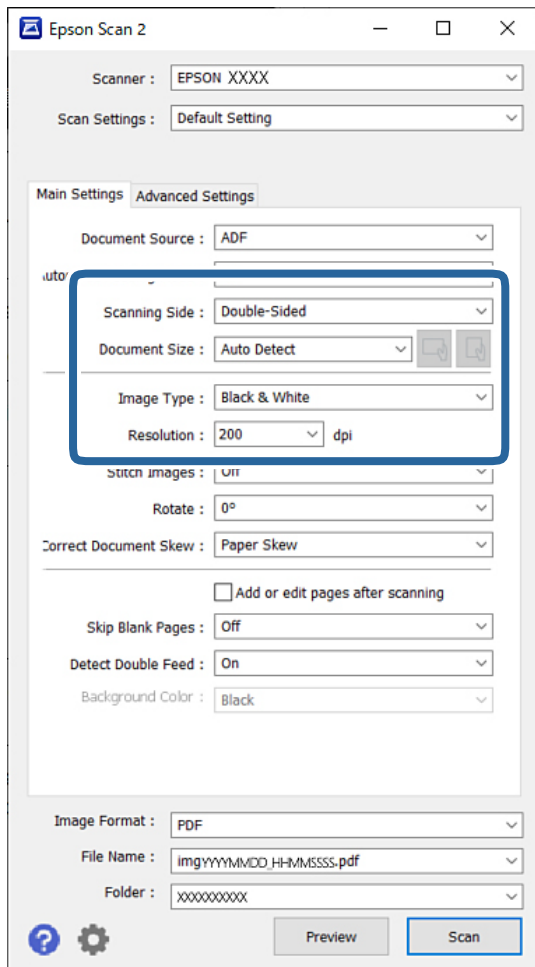 Epson Scan 2
Scanner : EPSON XXXX
Scan Settings : Default Setting
Main Settings Advanced Settings
Document Source : ADF
Scanning Side : Double-Sided
Document Size : Auto Detect
Image Type : Black & White
Resolution : 200 dpi
Stitch Images : Off
Rotate : 0°
Correct Document Skew : Paper Skew
Add or edit pages after scanning
Skip Blank Pages : Off
Detect Double Feed : On
Background Color : Black
Image Format : PDF
File Name : imgYYYYMMDD_HHMMSSSS.pdf
Folder : XXXXXXXXXX
? Preview Scan